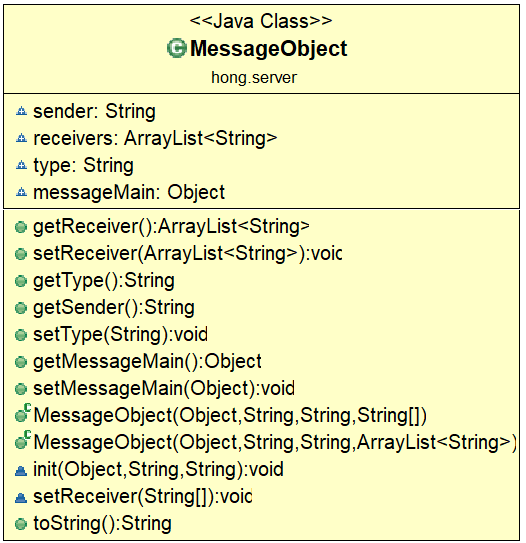 <<Java Class>>
MessageObject
hong.server
sender: String
receivers: ArrayList<String>
type: String
messageMain: Object
getReceiver():ArrayList<String>
setReceiver(ArrayList<String>):void
getType():String
getSender():String
setType(String):void
getMessageMain():Object
setMessageMain(Object):void
MessageObject(Object,String,String,String[])
MessageObject(Object,String,String,ArrayList<String>)
init(Object,String,String):void
setReceiver(String[]):void
toString():String